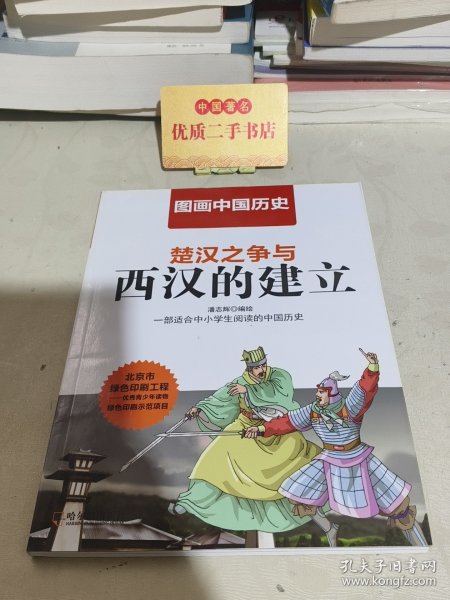 中国著名
优质二手书店
图画中国历史
楚汉之争与
西汉的建立
潘志辉◎编绘
一部适合中小学生阅读的中国历史
北京市
绿色印刷工程
——优秀青少年读物
绿色印刷示范项目
哈尔
孔夫子旧书网
www.kongfz.com